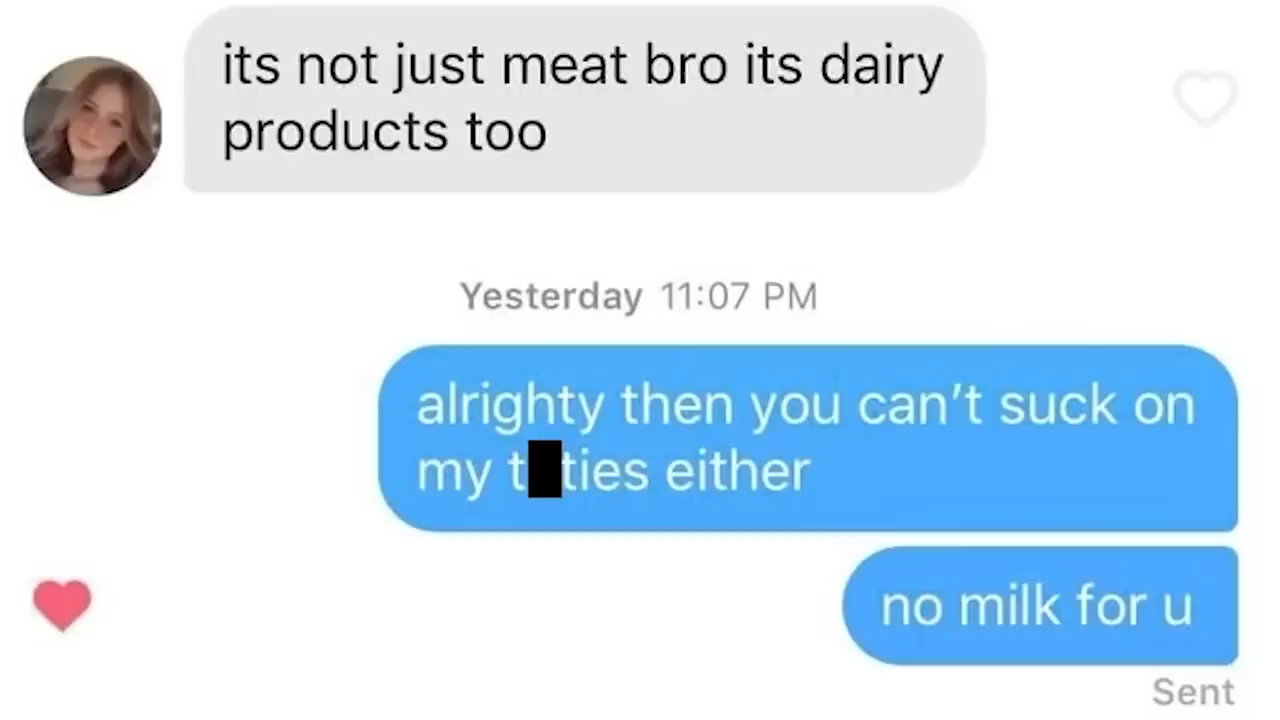 its not just meat bro its dairy
products too
Yesterday 11:07 PM
alrighty then you can’t suck on
my t ties either
no milk for u
Sent